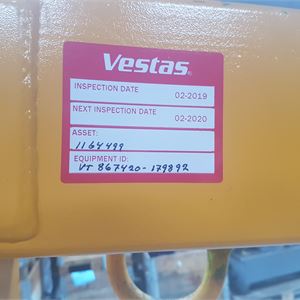 Vestas
INSPECTION DATE
02-2019
NEXT INSPECTION DATE
02-2020
ASSET:
1164499
EQUIPMENT ID:
VT 867420-179892